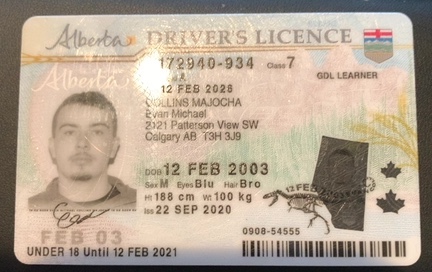 Alberta DRIVER'S LICENCE
Alberta
172940-934 Class 7
GDL LEARNER
12 FEB 2026
COLLINS MAJOCHA
Evan Michael
2121 Patterson View SW
Calgary AB T3H 3J9
DOB 12 FEB 2003
Sex M Eyes Blu Hair Bro
Ht 188 cm Wt 100 kg
Iss 22 SEP 2020
12 FEB
FEB 03
0908-54555
UNDER 18 Until 12 FEB 2021